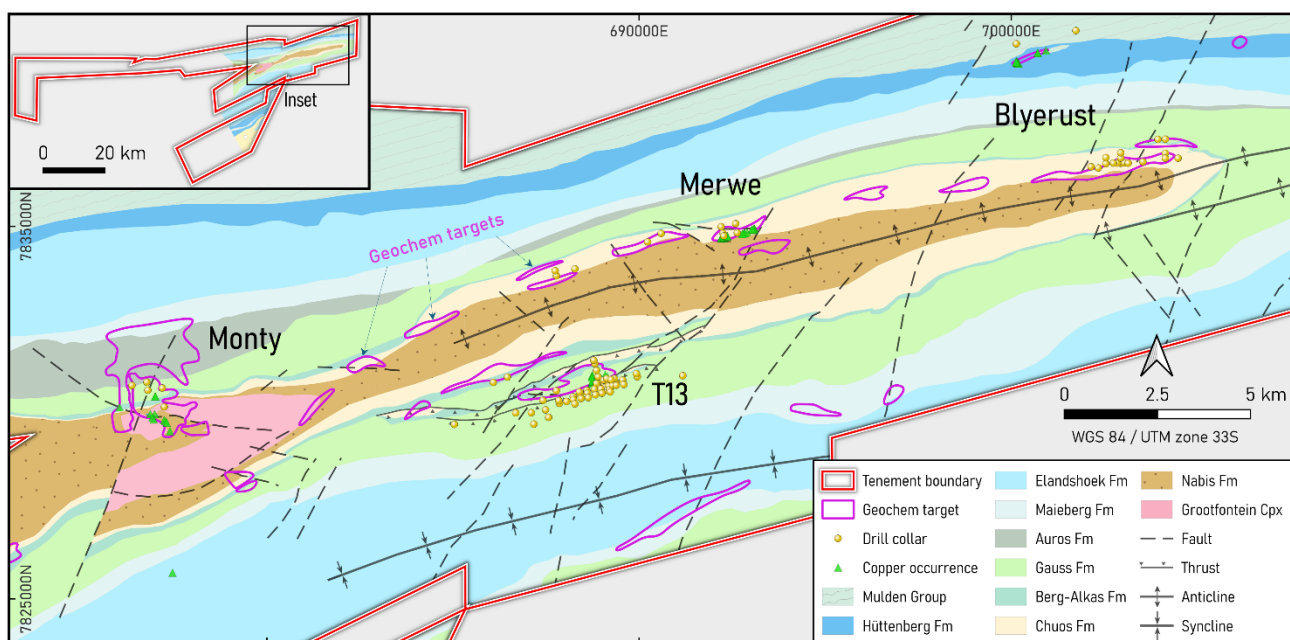 690000E
700000E
Inset
0 20 km
Blyerust
Merwe
7835000N
Geochem targets
Monty
T13
0 2.5 5 km
WGS 84 / UTM zone 33S
7825000N
Tenement boundary
Geochem target
Drill collar
Copper occurrence
Mulden Group
Hüttenberg Fm
Elandshoek Fm
Maieberg Fm
Auros Fm
Gauss Fm
Berg-Alkas Fm
Chuos Fm
Nabis Fm
Grootfontein Cpx
Fault
Thrust
Anticline
Syncline